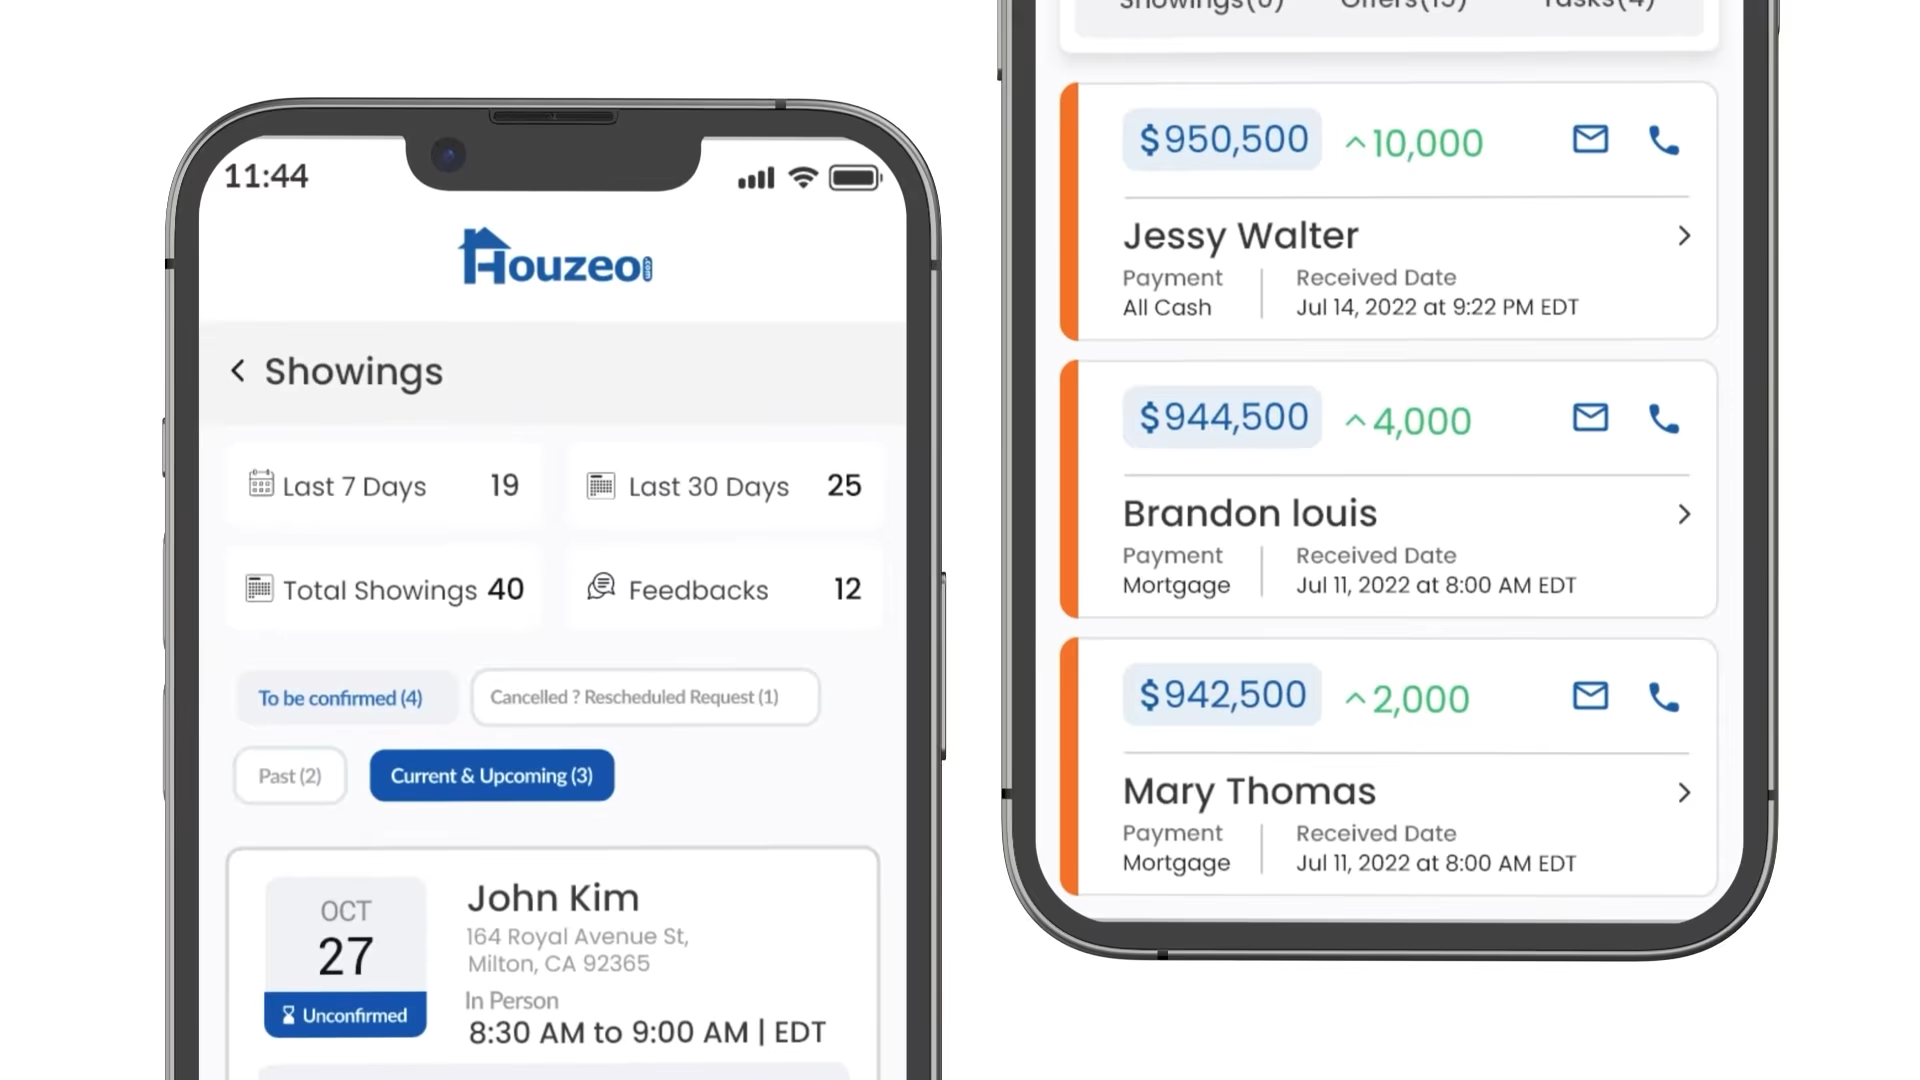 11:44
Houzeo.com
Showings
Last 7 Days 19
Last 30 Days 25
Total Showings 40
Feedbacks 12
To be confirmed (4)
Cancelled ? Rescheduled Request (1)
Past (2)
Current & Upcoming (3)
OCT
27
Unconfirmed
John Kim
164 Royal Avenue St,
Milton, CA 92365
In Person
8:30 AM to 9:00 AM | EDT
$950,500 ^10,000
Jessy Walter
Payment
All Cash
Received Date
Jul 14, 2022 at 9:22 PM EDT
$944,500 ^4,000
Brandon louis
Payment
Mortgage
Received Date
Jul 11, 2022 at 8:00 AM EDT
$942,500 ^2,000
Mary Thomas
Payment
Mortgage
Received Date
Jul 11, 2022 at 8:00 AM EDT